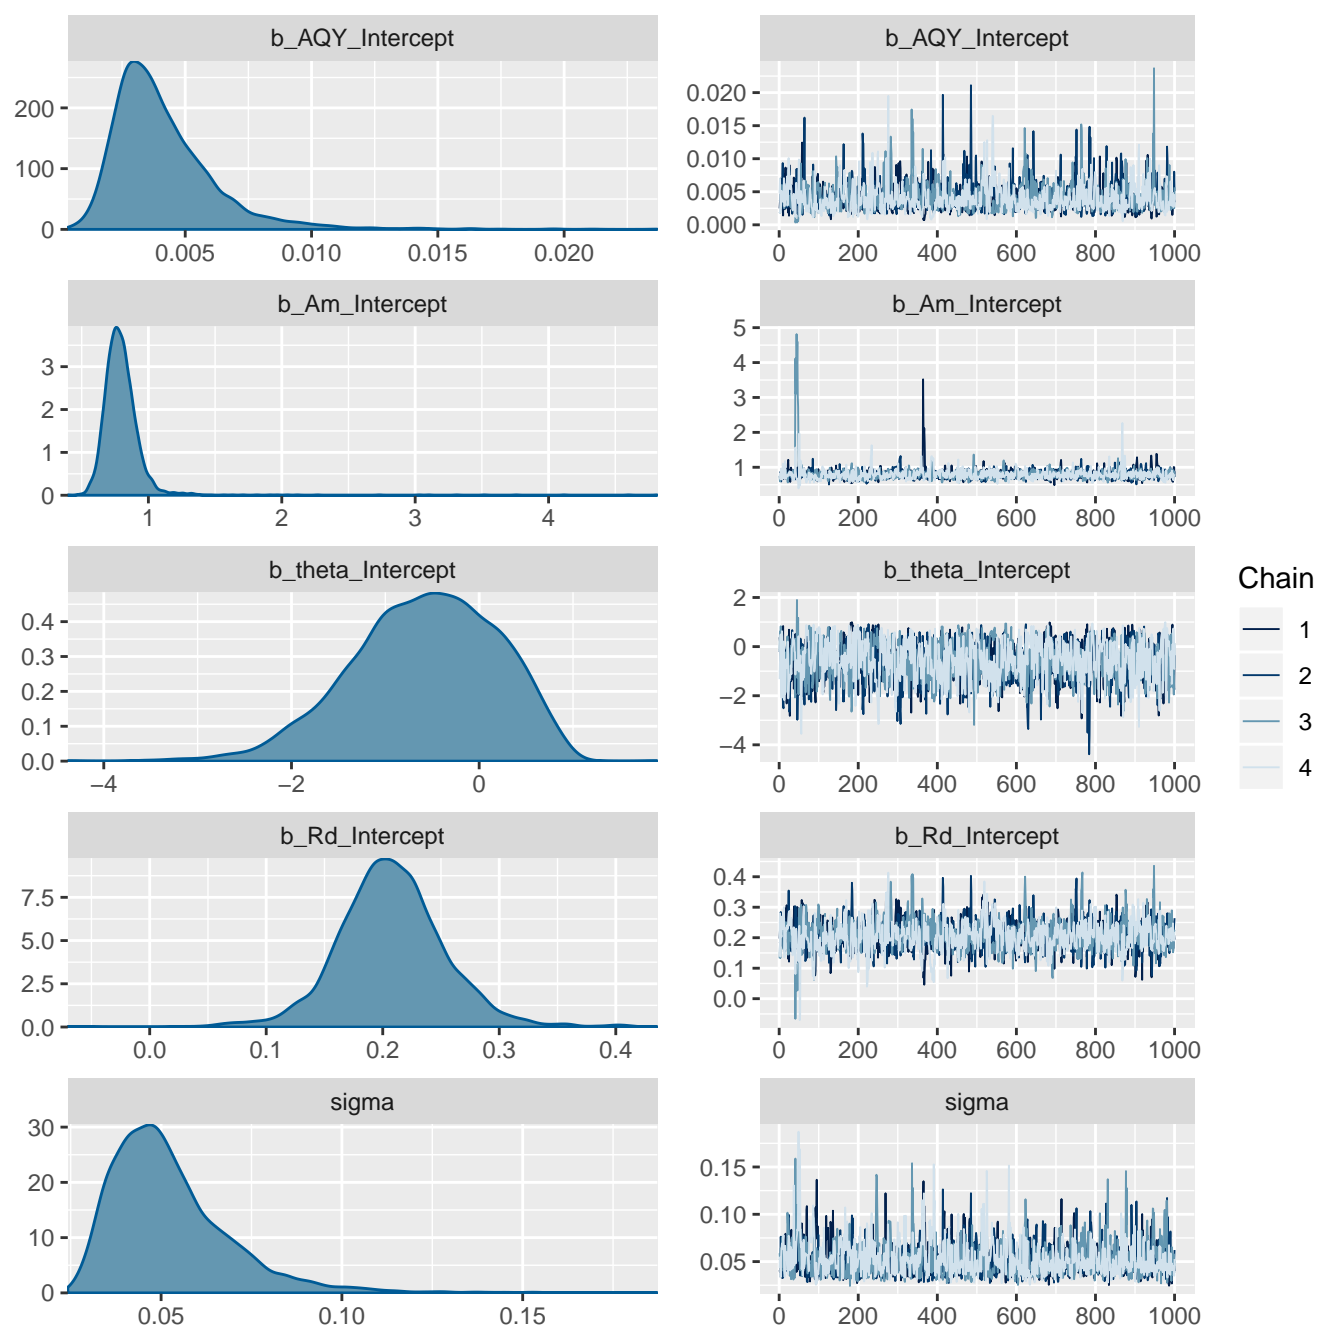 b_AQY_Intercept
b_AQY_Intercept
200
100
0
0.005 0.010 0.015 0.020
0.020
0.015
0.010
0.005
0.000
0 200 400 600 800 1000
b_Am_Intercept
b_Am_Intercept
3
2
1
0
1 2 3 4
5
4
3
2
1
0 200 400 600 800 1000
b_theta_Intercept
b_theta_Intercept
0.4
0.3
0.2
0.1
0.0
−4 −2 0
2
0
−2
−4
0 200 400 600 800 1000
b_Rd_Intercept
b_Rd_Intercept
7.5
5.0
2.5
0.0
0.0 0.1 0.2 0.3 0.4
0.4
0.3
0.2
0.1
0.0
0 200 400 600 800 1000
sigma
sigma
30
20
10
0
0.05 0.10 0.15
0.15
0.10
0.05
0 200 400 600 800 1000
Chain
1
2
3
4